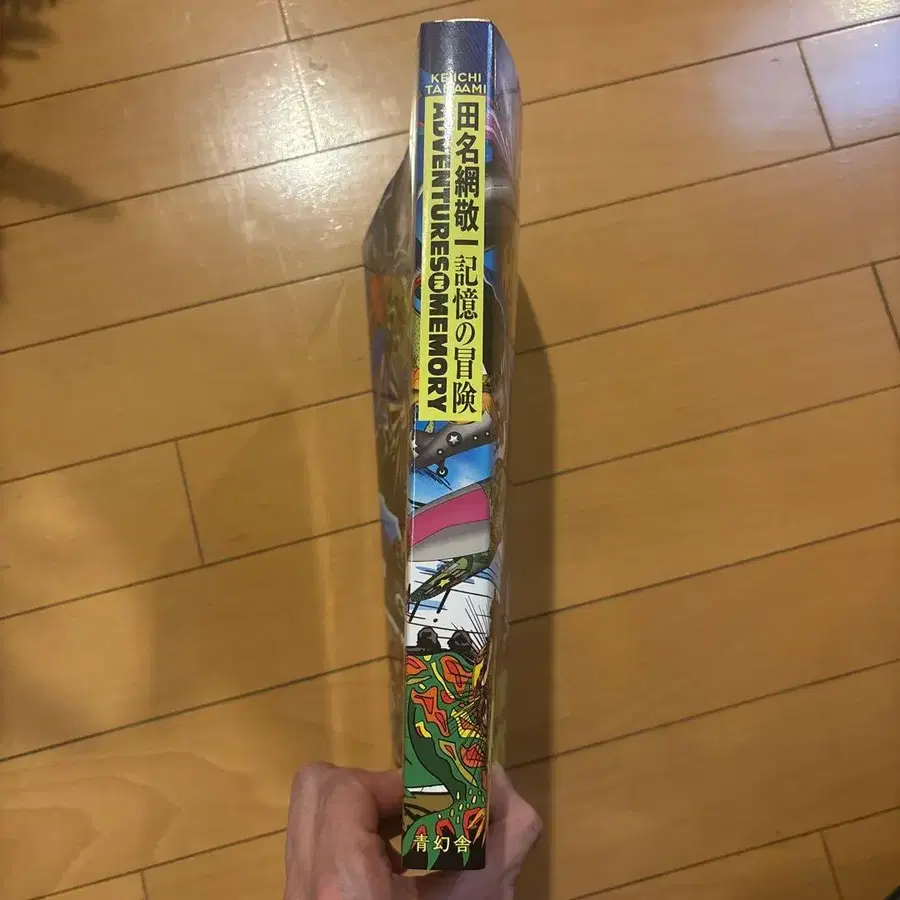 KEIICHI
TANAAMI
田名網敬一 記憶の冒険
ADVENTURES IN MEMORY
青幻舎